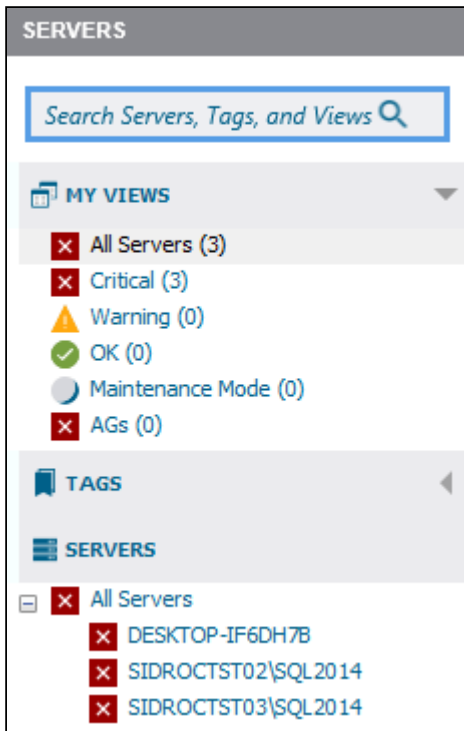 SERVERS
Search Servers, Tags, and Views
MY VIEWS
All Servers (3)
Critical (3)
Warning (0)
OK (0)
Maintenance Mode (0)
AGs (0)
TAGS
SERVERS
All Servers
DESKTOP-IF6DH7B
SIDROCTST02\SQL2014
SIDROCTST03\SQL2014